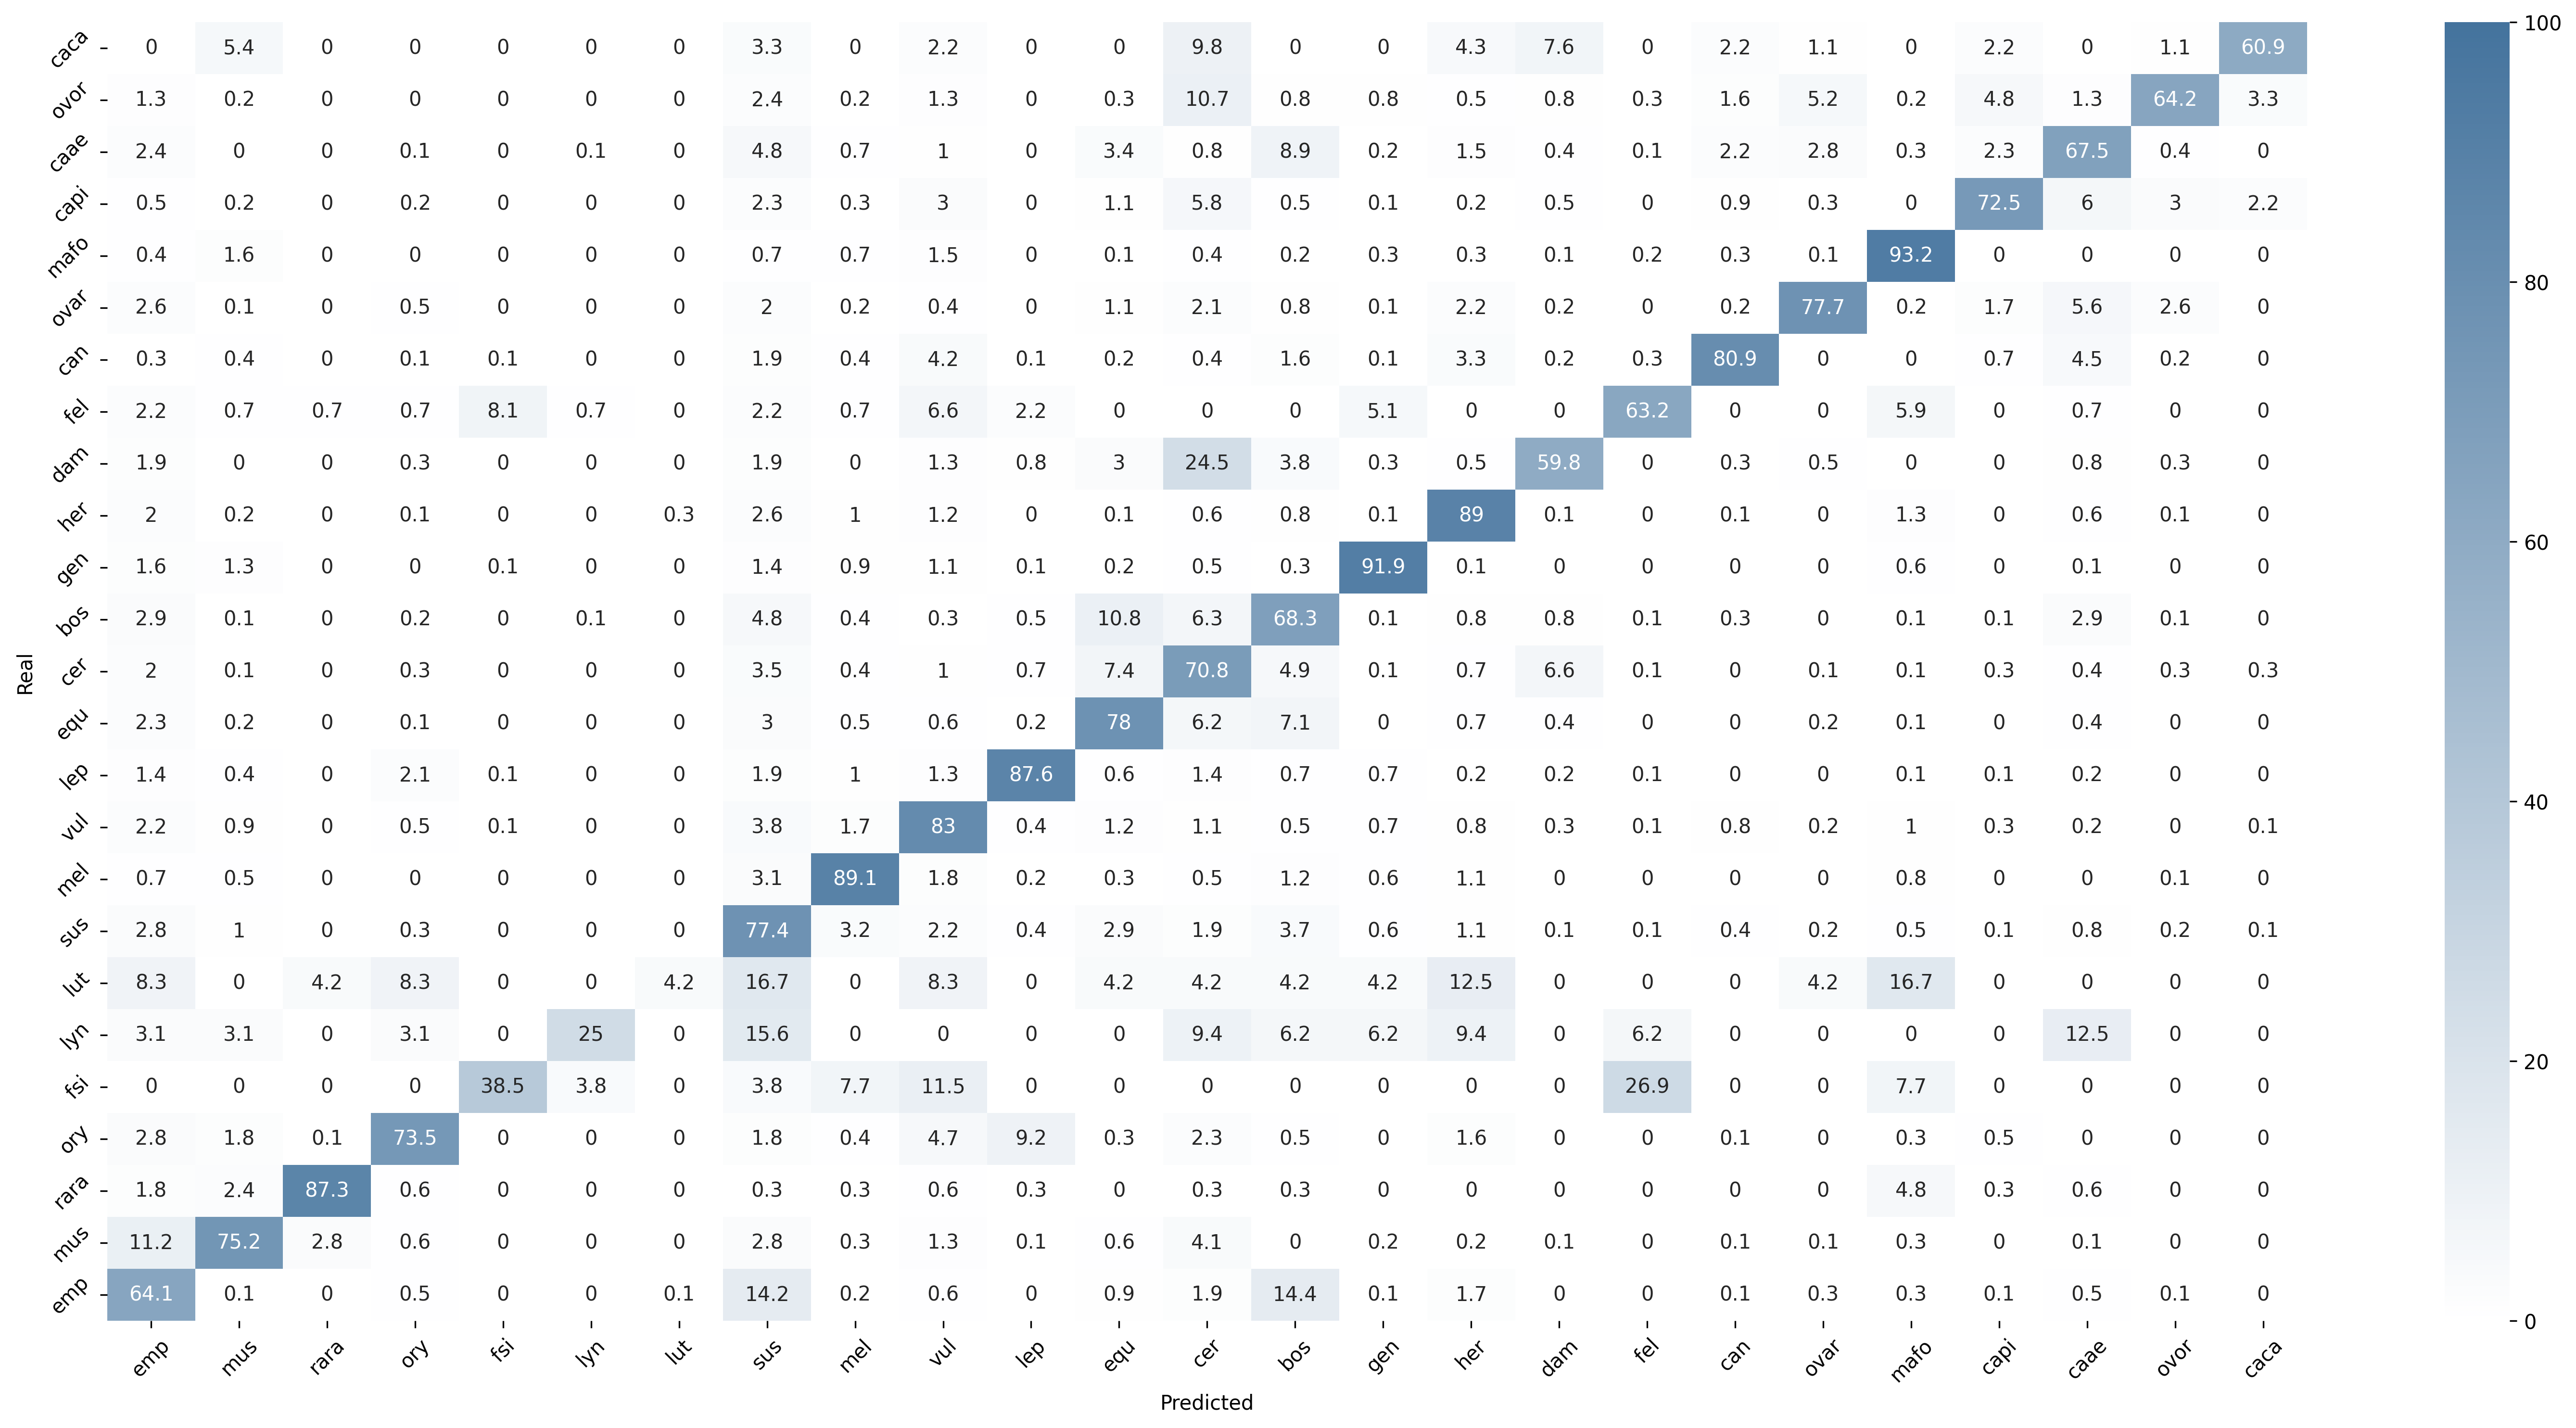 caca 0 5.4 0 0 0 0 0 3.3 0 2.2 0 0 9.8 0 0 4.3 7.6 0 2.2 1.1 0 2.2 0 1.1 60.9 100
ovor 1.3 0.2 0 0 0 0 0 2.4 0.2 1.3 0 0.3 10.7 0.8 0.8 0.5 0.8 0.3 1.6 5.2 0.2 4.8 1.3 64.2 3.3
caae 2.4 0 0 0.1 0 0.1 0 4.8 0.7 1 0 3.4 0.8 8.9 0.2 1.5 0.4 0.1 2.2 2.8 0.3 2.3 67.5 0.4 0
capi 0.5 0.2 0 0.2 0 0 0 2.3 0.3 3 0 1.1 5.8 0.5 0.1 0.2 0.5 0 0.9 0.3 0 72.5 6 3 2.2
mafo 0.4 1.6 0 0 0 0 0 0.7 0.7 1.5 0 0.1 0.4 0.2 0.3 0.3 0.1 0.2 0.3 0.1 93.2 0 0 0 0
ovar 2.6 0.1 0 0.5 0 0 0 2 0.2 0.4 0 1.1 2.1 0.8 0.1 2.2 0.2 0 0.2 77.7 0.2 1.7 5.6 2.6 0 80
can 0.3 0.4 0 0.1 0.1 0 0 1.9 0.4 4.2 0.1 0.2 0.4 1.6 0.1 3.3 0.2 0.3 80.9 0 0 0.7 4.5 0.2 0
fel 2.2 0.7 0.7 0.7 8.1 0.7 0 2.2 0.7 6.6 2.2 0 0 0 5.1 0 0 63.2 0 0 5.9 0 0.7 0 0
dam 1.9 0 0 0.3 0 0 0 1.9 0 1.3 0.8 3 24.5 3.8 0.3 0.5 59.8 0 0.3 0.5 0 0 0.8 0.3 0
her 2 0.2 0 0.1 0 0 0.3 2.6 1 1.2 0 0.1 0.6 0.8 0.1 89 0.1 0 0.1 0 1.3 0 0.6 0.1 0
gen 1.6 1.3 0 0 0.1 0 0 1.4 0.9 1.1 0.1 0.2 0.5 0.3 91.9 0.1 0 0 0 0 0.6 0 0.1 0 0 60
bos 2.9 0.1 0 0.2 0 0.1 0 4.8 0.4 0.3 0.5 10.8 6.3 68.3 0.1 0.8 0.8 0.1 0.3 0 0.1 0.1 2.9 0.1 0
Real
cer 2 0.1 0 0.3 0 0 0 3.5 0.4 1 0.7 7.4 70.8 4.9 0.1 0.7 6.6 0.1 0 0.1 0.1 0.3 0.4 0.3 0.3
equ 2.3 0.2 0 0.1 0 0 0 3 0.5 0.6 0.2 78 6.2 7.1 0 0.7 0.4 0 0 0.2 0.1 0 0.4 0 0
lep 1.4 0.4 0 2.1 0.1 0 0 1.9 1 1.3 87.6 0.6 1.4 0.7 0.7 0.2 0.2 0.1 0 0 0.1 0.1 0.2 0 0
vul 2.2 0.9 0 0.5 0.1 0 0 3.8 1.7 83 0.4 1.2 1.1 0.5 0.7 0.8 0.3 0.1 0.8 0.2 1 0.3 0.2 0 0.1 40
mel 0.7 0.5 0 0 0 0 0 3.1 89.1 1.8 0.2 0.3 0.5 1.2 0.6 1.1 0 0 0 0 0.8 0 0 0.1 0
sus 2.8 1 0 0.3 0 0 0 77.4 3.2 2.2 0.4 2.9 1.9 3.7 0.6 1.1 0.1 0.1 0.4 0.2 0.5 0.1 0.8 0.2 0.1
lut 8.3 0 4.2 8.3 0 0 4.2 16.7 0 8.3 0 4.2 4.2 4.2 4.2 12.5 0 0 0 4.2 16.7 0 0 0 0
lyn 3.1 3.1 0 3.1 0 25 0 15.6 0 0 0 0 9.4 6.2 6.2 9.4 0 6.2 0 0 0 0 12.5 0 0
fsi 0 0 0 0 38.5 3.8 0 3.8 7.7 11.5 0 0 0 0 0 0 0 26.9 0 0 7.7 0 0 0 0 20
ory 2.8 1.8 0.1 73.5 0 0 0 1.8 0.4 4.7 9.2 0.3 2.3 0.5 0 1.6 0 0 0.1 0 0.3 0.5 0 0 0
rara 1.8 2.4 87.3 0.6 0 0 0 0.3 0.3 0.6 0.3 0 0.3 0.3 0 0 0 0 0 0 4.8 0.3 0.6 0 0
mus 11.2 75.2 2.8 0.6 0 0 0 2.8 0.3 1.3 0.1 0.6 4.1 0 0.2 0.2 0.1 0 0.1 0.1 0.3 0 0.1 0 0
emp 64.1 0.1 0 0.5 0 0 0.1 14.2 0.2 0.6 0 0.9 1.9 14.4 0.1 1.7 0 0 0.1 0.3 0.3 0.1 0.5 0.1 0 0
emp mus rara ory fsi lyn lut sus mel vul lep equ cer bos gen her dam fel can ovar mafo capi caae ovor caca
Predicted